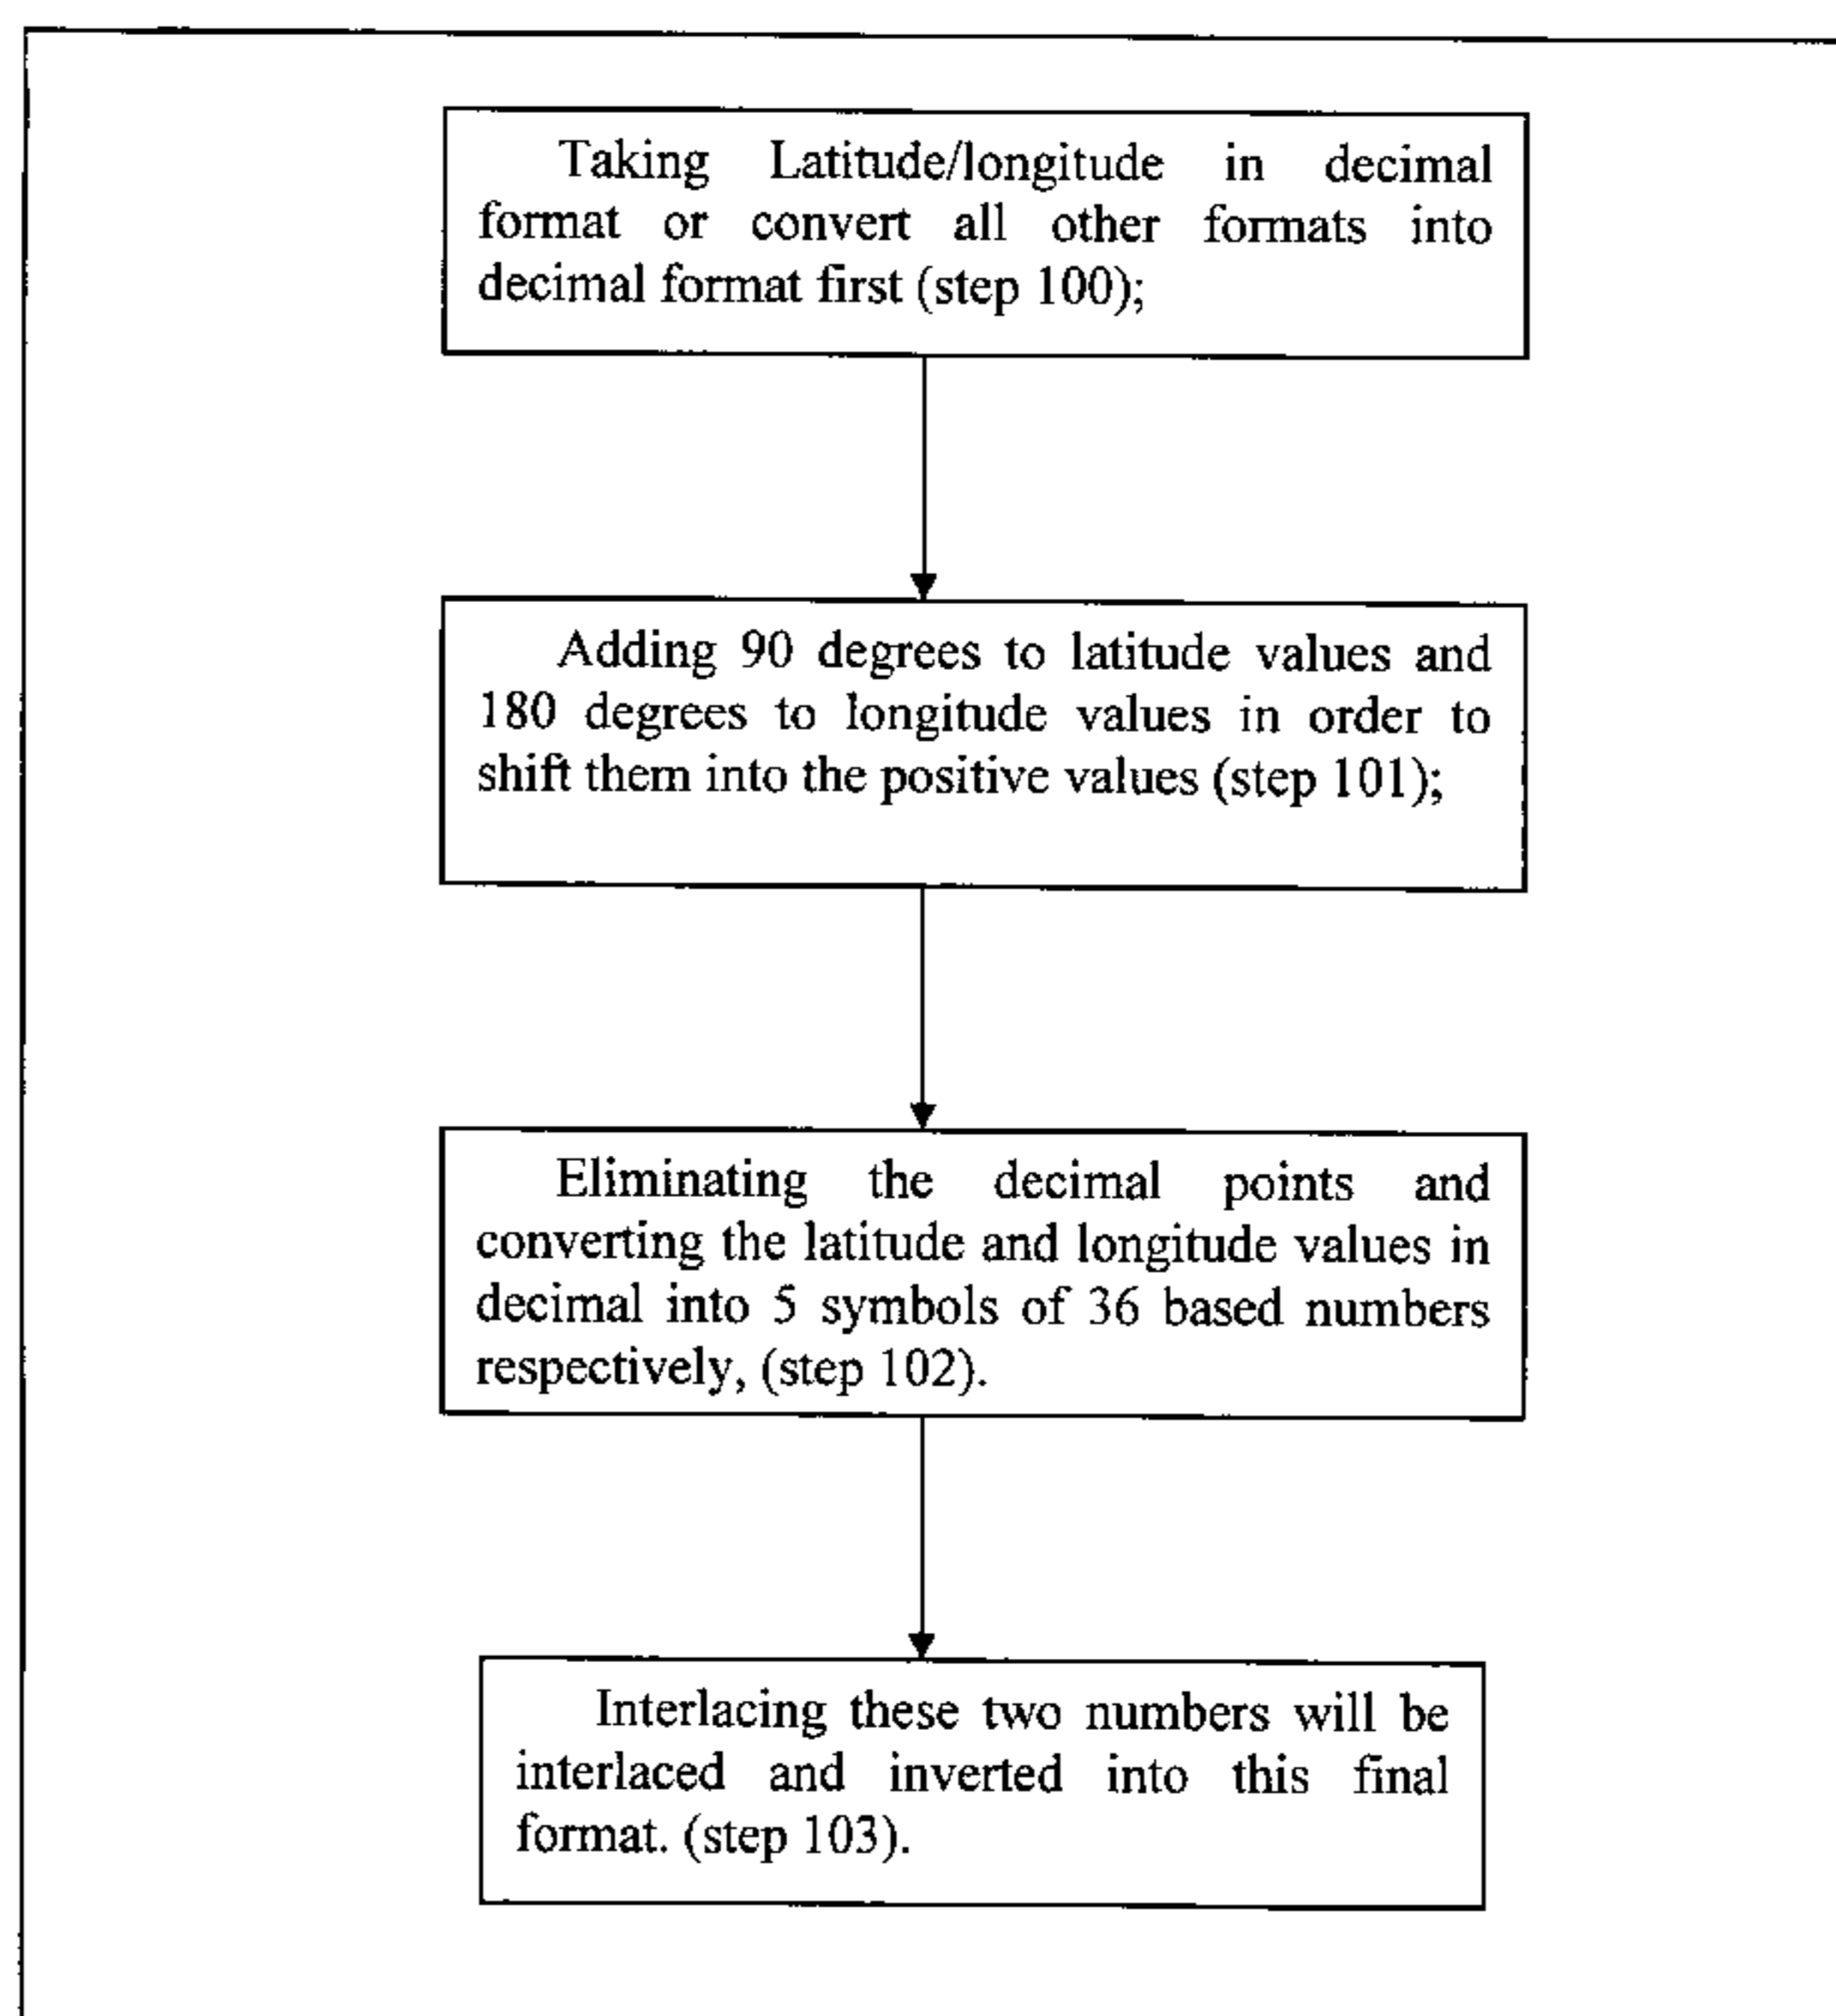 Taking Latitude/longitude in decimal
format or convert all other formats into
decimal format first (step 100);
Adding 90 degrees to latitude values and
180 degrees to longitude values in order to
shift them into the positive values (step 101);
Eliminating the decimal points and
converting the latitude and longitude values in
decimal into 5 symbols of 36 based numbers
respectively, (step 102).
Interlacing these two numbers will be
interlaced and inverted into this final
format. (step 103).